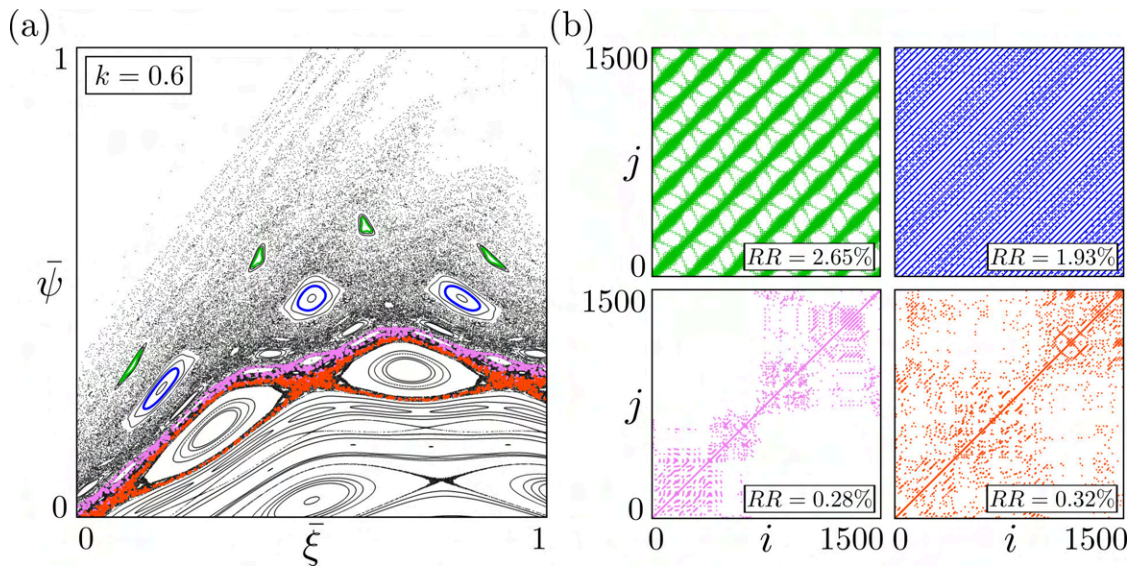 (a)
1
k = 0.6
ψ̄
0
0
ξ̄
1
(b)
1500
j
0
RR = 2.65%
RR = 1.93%
1500
j
0
RR = 0.28%
RR = 0.32%
0
i
1500
0
i
1500